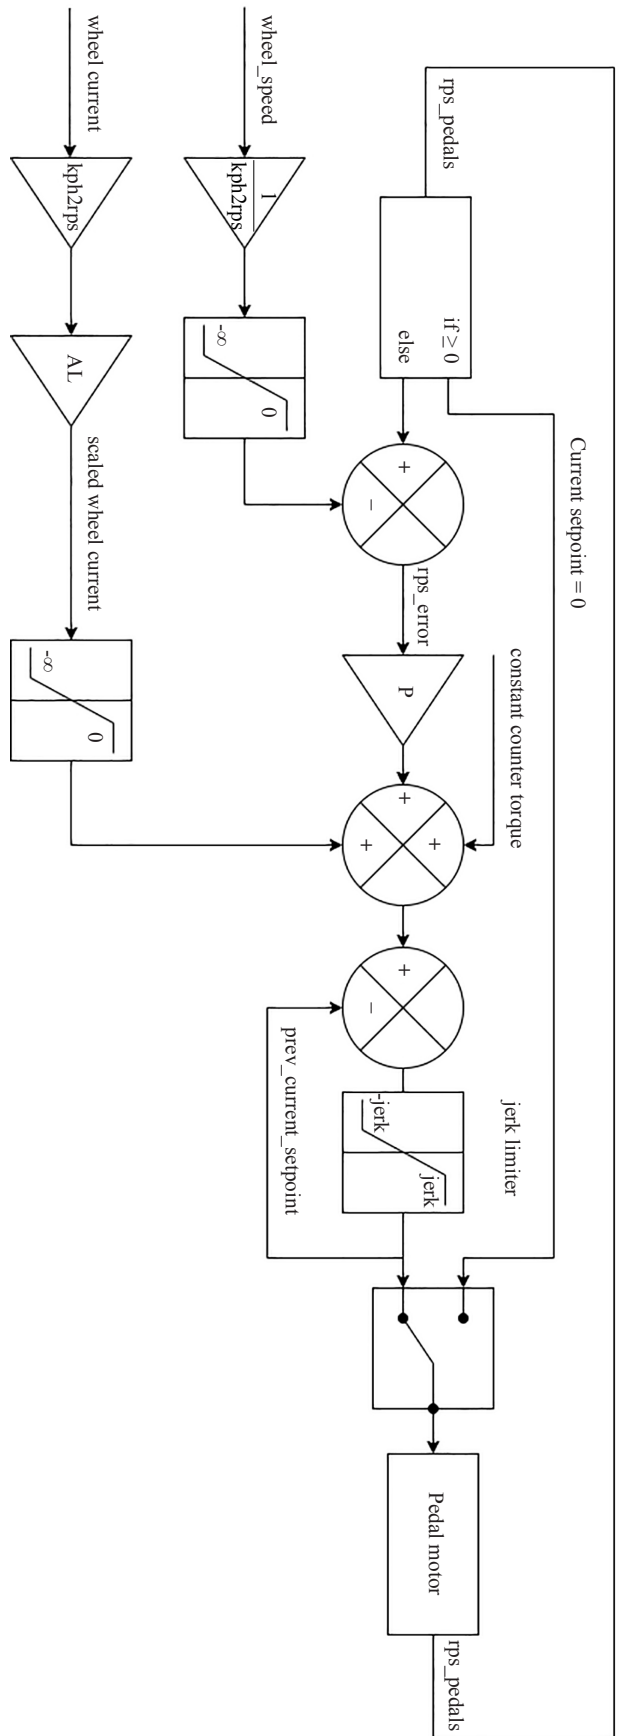 Current setpoint = 0
rps_pedals
if ≥ 0
else
+
−
rps_error
P
constant counter torque
+
+
+
+
−
prev_current_setpoint
jerk limiter
-jerk
jerk
Pedal motor
rps_pedals
wheel_speed
1
kph2rps
-∞
0
wheel current
kph2rps
AL
scaled wheel current
-∞
0